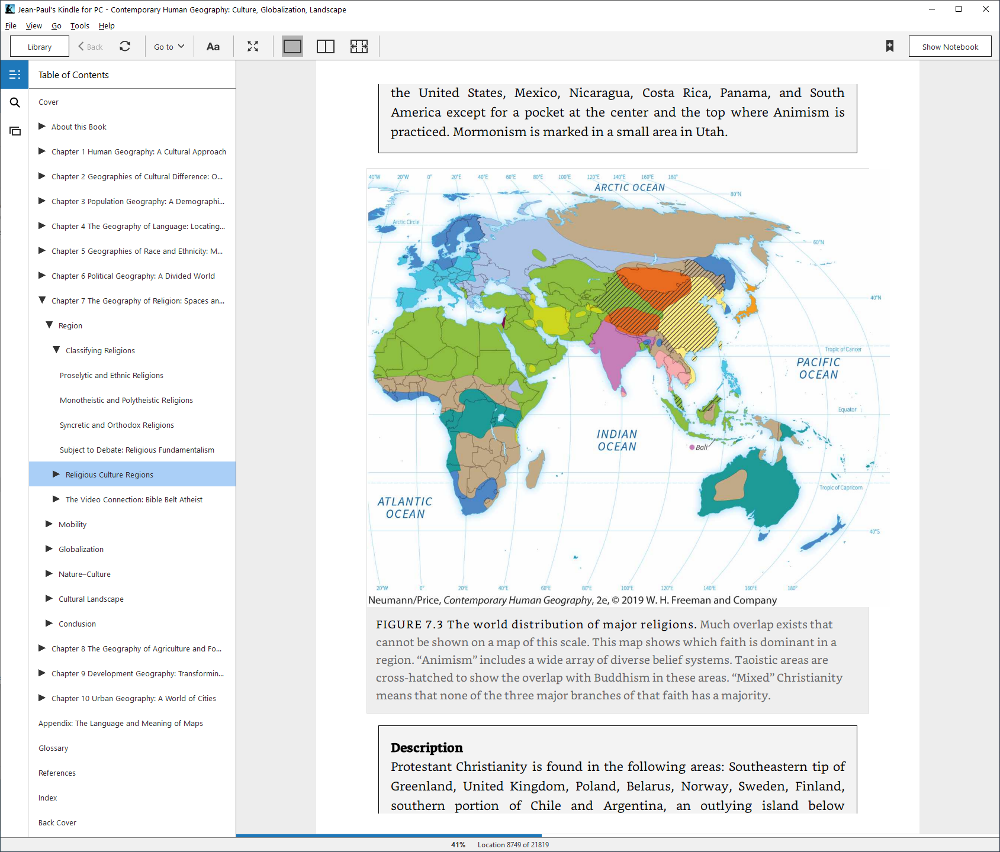 Jean-Paul's Kindle for PC - Contemporary Human Geography: Culture, Globalization, Landscape
File View Go Tools Help
Library Back Go to Aa Show Notebook
Table of Contents
Cover
About this Book
Chapter 1 Human Geography: A Cultural Approach
Chapter 2 Geographies of Cultural Difference: O...
Chapter 3 Population Geography: A Demographi...
Chapter 4 The Geography of Language: Locating...
Chapter 5 Geographies of Race and Ethnicity: M...
Chapter 6 Political Geography: A Divided World
Chapter 7 The Geography of Religion: Spaces an...
Region
Classifying Religions
Proselytic and Ethnic Religions
Monotheistic and Polytheistic Religions
Syncretic and Orthodox Religions
Subject to Debate: Religious Fundamentalism
Religious Culture Regions
The Video Connection: Bible Belt Atheist
Mobility
Globalization
Nature–Culture
Cultural Landscape
Conclusion
Chapter 8 The Geography of Agriculture and Fo...
Chapter 9 Development Geography: Transformin...
Chapter 10 Urban Geography: A World of Cities
Appendix: The Language and Meaning of Maps
Glossary
References
Index
Back Cover
the United States, Mexico, Nicaragua, Costa Rica, Panama, and South
America except for a pocket at the center and the top where Animism is
practiced. Mormonism is marked in a small area in Utah.
40°W 20°W 0° 20°E 40°E 60°E 80°E 100°E 120°E 140°E 160°E 180°
ARCTIC OCEAN
80°N
Arctic Circle
60°N
40°N
Tropic of Cancer
PACIFIC
OCEAN
Equator
INDIAN
OCEAN
Bali
Tropic of Capricorn
ATLANTIC
OCEAN
40°S
20°W 0° 20°E 40°E 60°E 80°E 100°E 120°E 140°E 160°E 180°
Neumann/Price, Contemporary Human Geography, 2e, © 2019 W. H. Freeman and Company
FIGURE 7.3 The world distribution of major religions. Much overlap exists that
cannot be shown on a map of this scale. This map shows which faith is dominant in a
region. “Animism” includes a wide array of diverse belief systems. Taoistic areas are
cross-hatched to show the overlap with Buddhism in these areas. “Mixed” Christianity
means that none of the three major branches of that faith has a majority.
Description
Protestant Christianity is found in the following areas: Southeastern tip of
Greenland, United Kingdom, Poland, Belarus, Norway, Sweden, Finland,
southern portion of Chile and Argentina, an outlying island below
41% Location 8749 of 21819